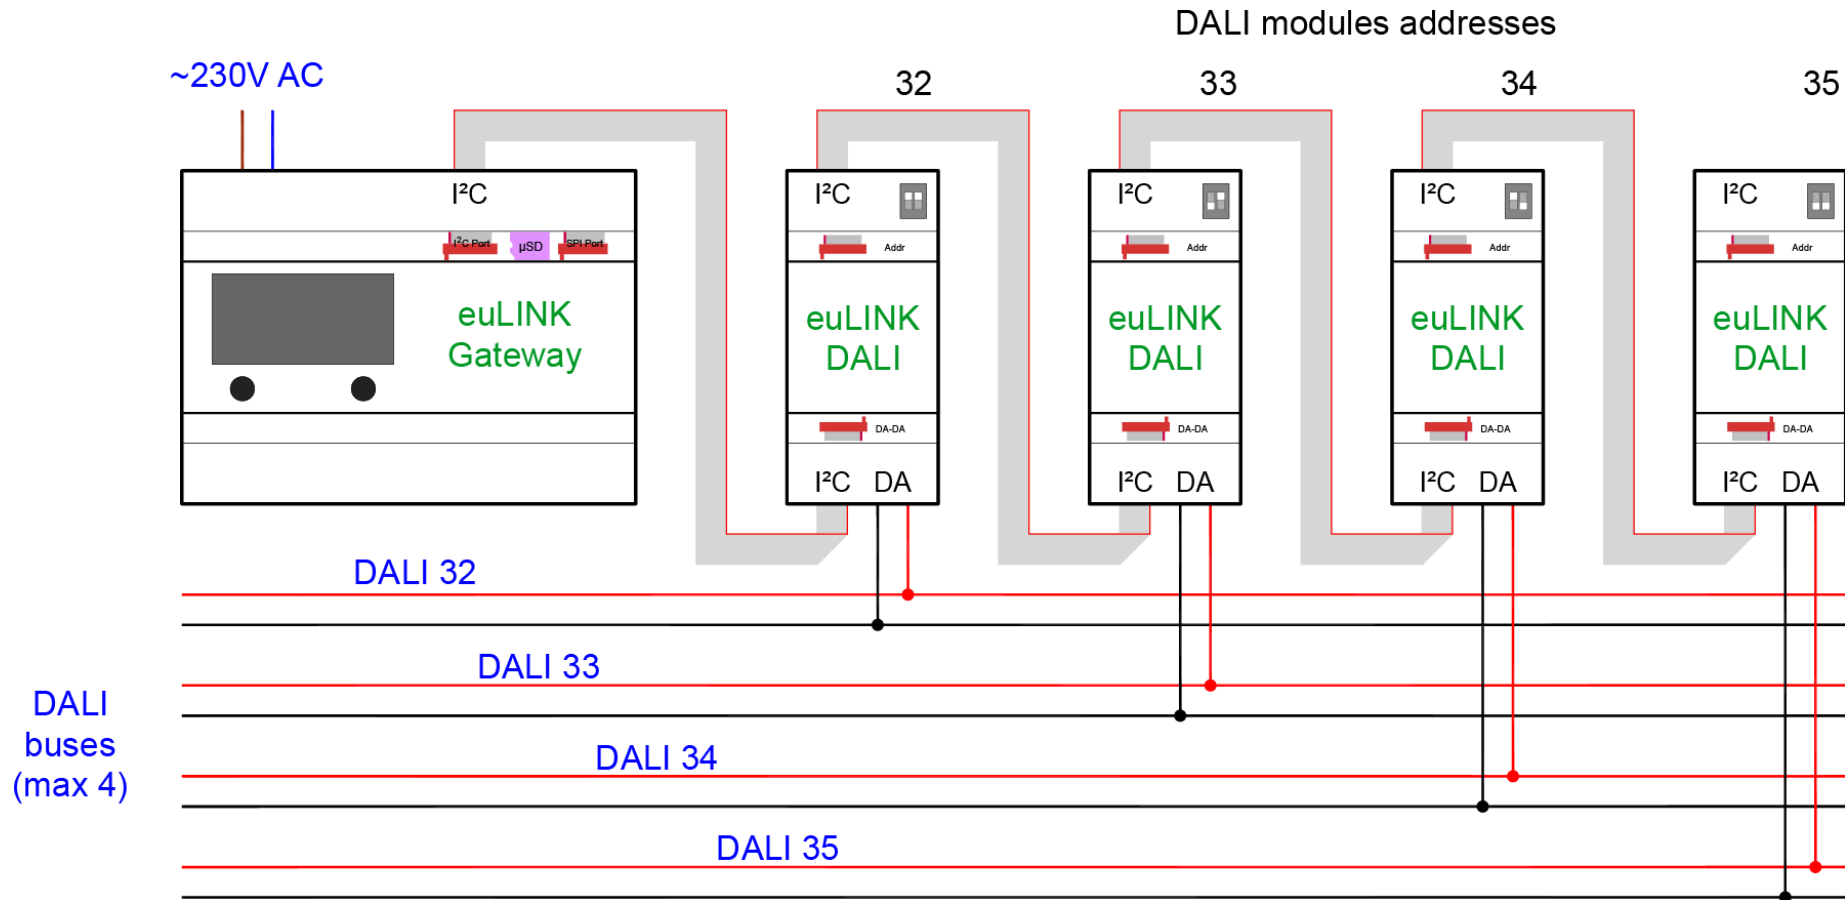 DALI modules addresses
~230V AC
32 33 34 35
I²C I²C I²C I²C I²C
I²C Port µSD SPI Port Addr Addr Addr Addr
euLINK
Gateway
euLINK
DALI
euLINK
DALI
euLINK
DALI
euLINK
DALI
DA-DA DA-DA DA-DA DA-DA
I²C DA I²C DA I²C DA I²C DA
DALI 32
DALI 33
DALI
buses
(max 4)
DALI 34
DALI 35